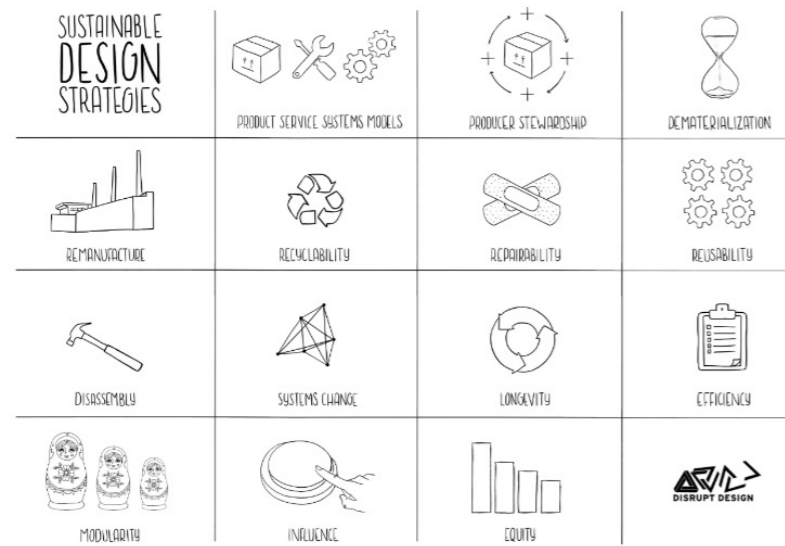 SUSTAINABLE
DESIGN
STRATEGIES
PRODUCT SERVICE SYSTEMS MODELS
PRODUCER STEWARDSHIP
DEMATERIALIZATION
REMANUFACTURE
RECYCLABILITY
REPAIRABILITY
REUSABILITY
DISASSEMBLY
SYSTEMS CHANGE
LONGEVITY
EFFICIENCY
MODULARITY
INFLUENCE
EQUITY
DISRUPT DESIGN